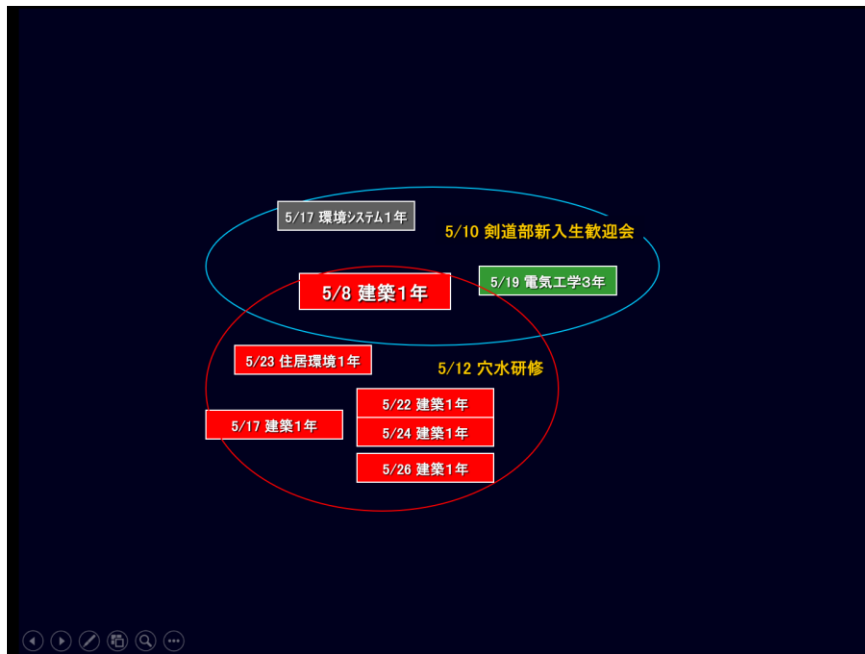 5/17 環境ｼｽﾃﾑ1年
5/10 剣道部新入生歓迎会
5/8 建築1年
5/19 電気工学3年
5/23 住居環境1年
5/12 穴水研修
5/22 建築1年
5/17 建築1年
5/24 建築1年
5/26 建築1年